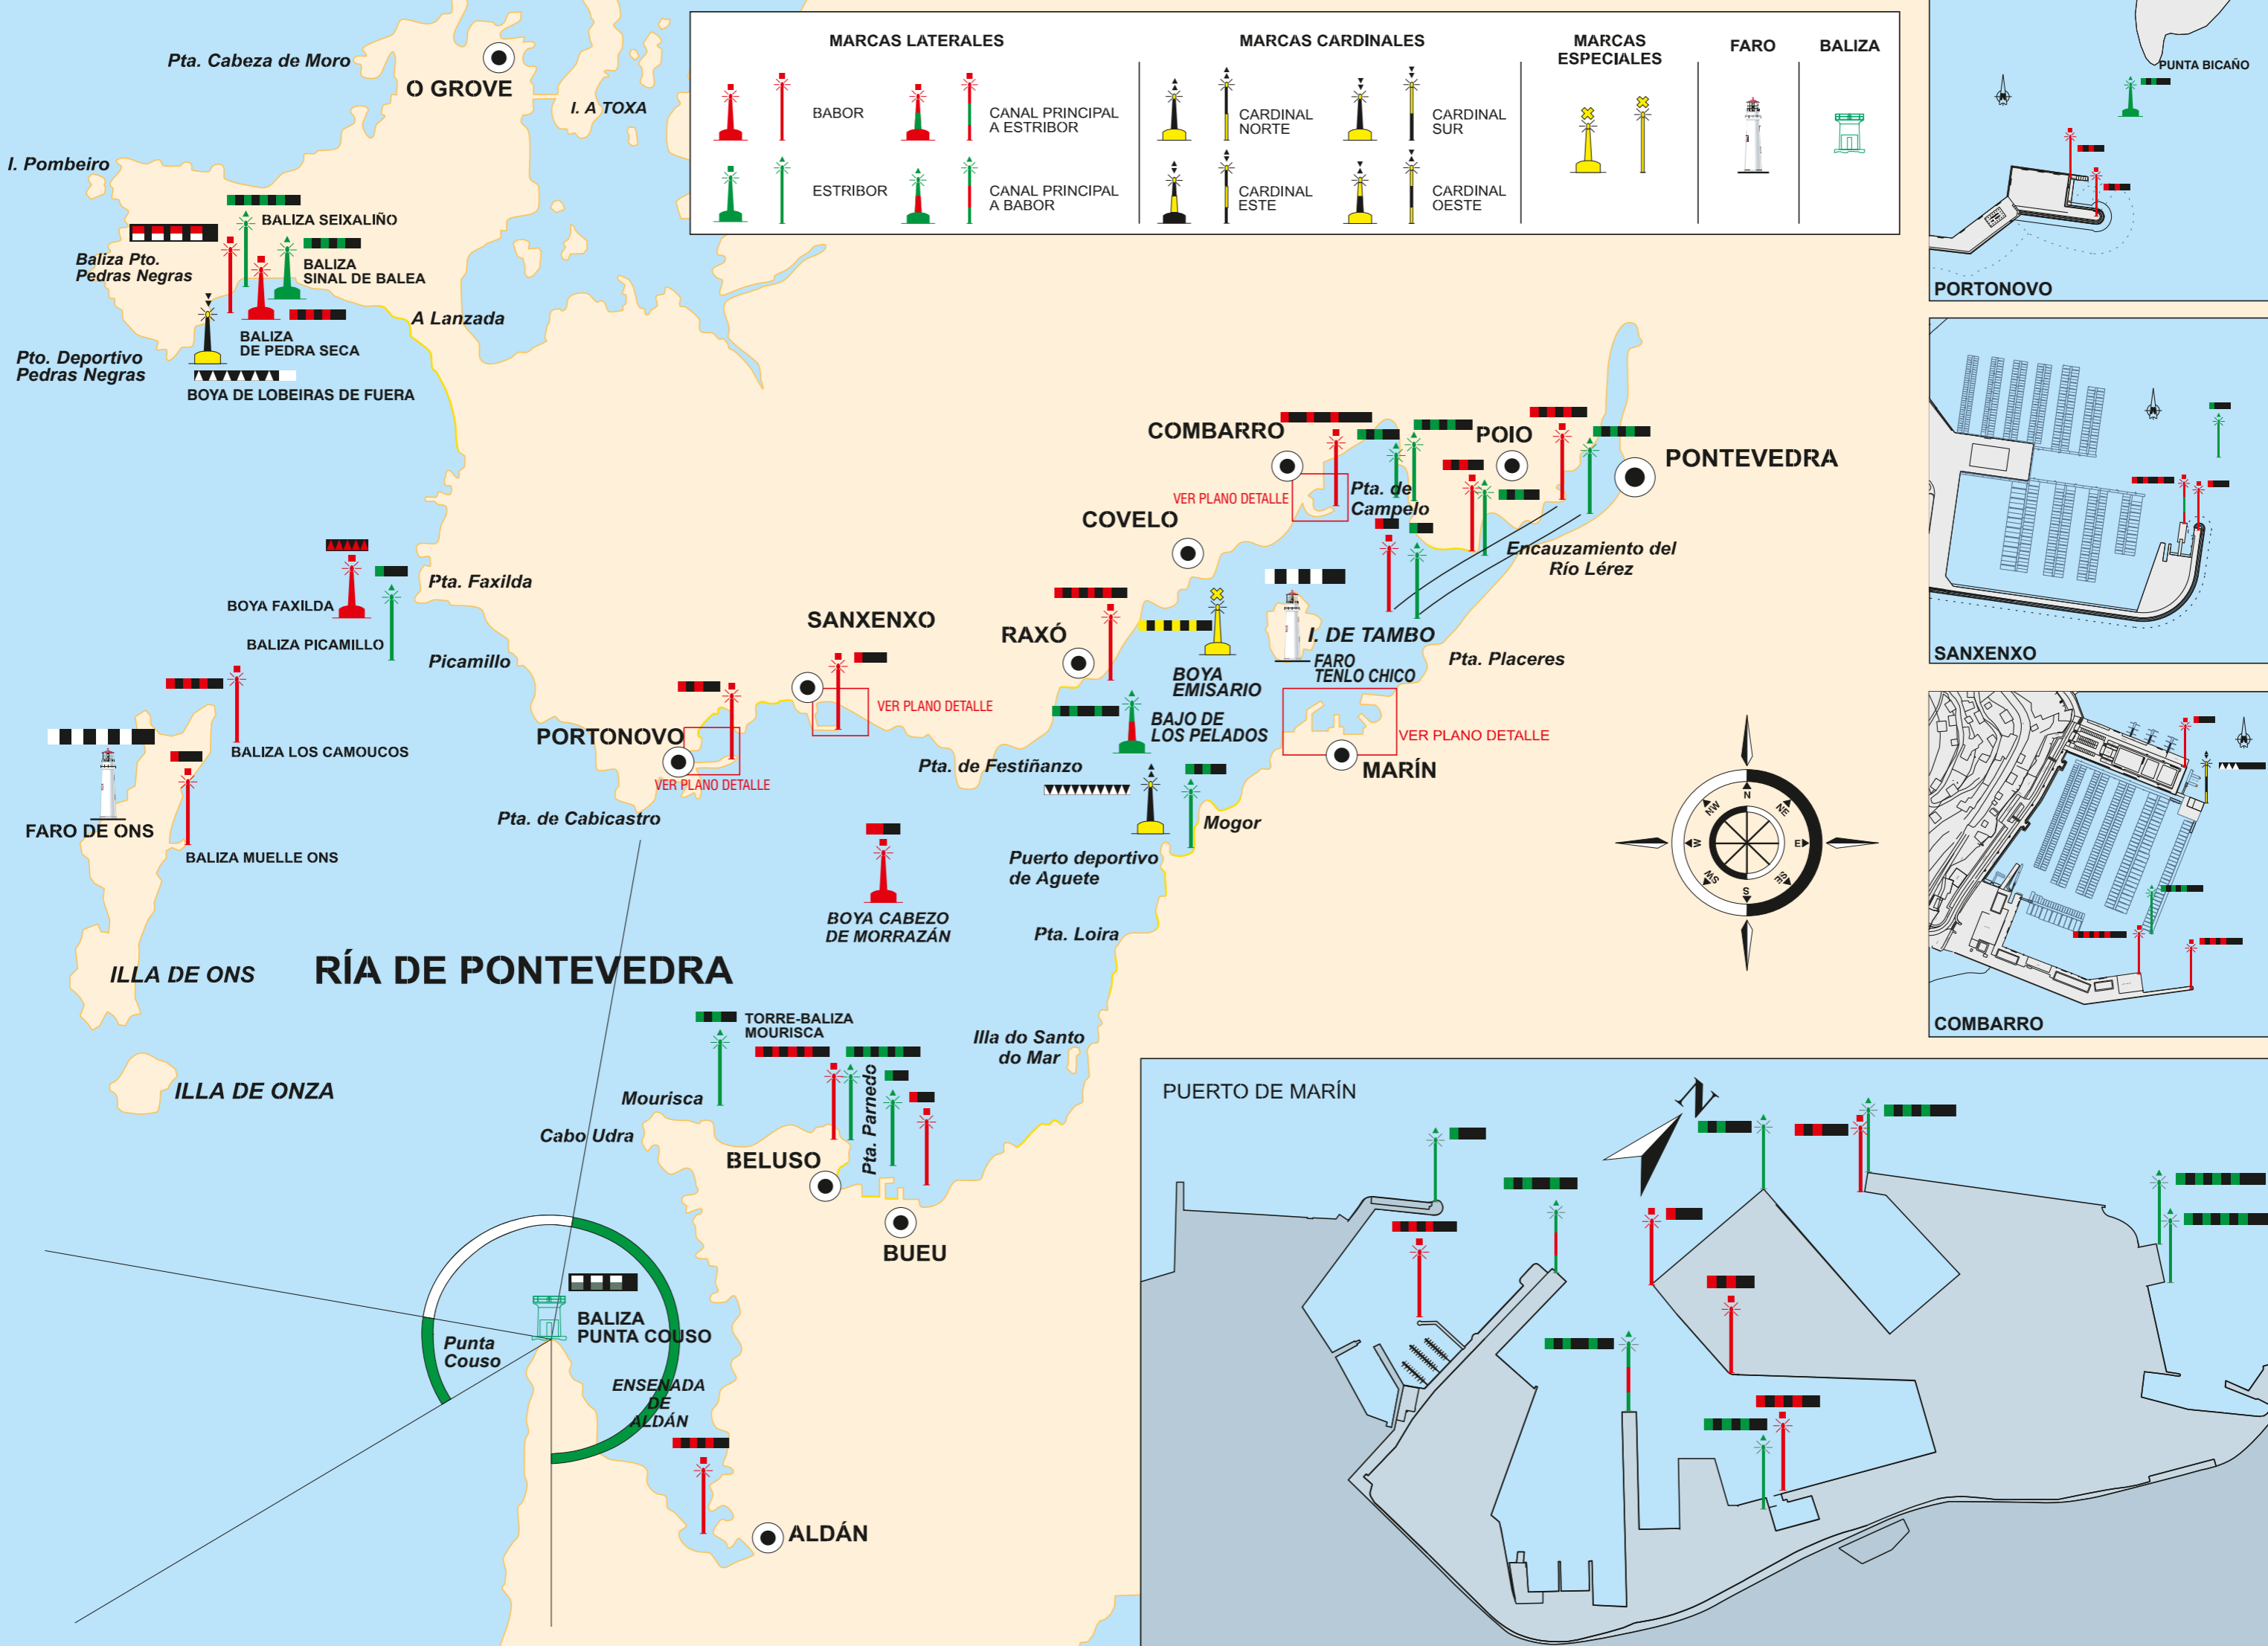 MARCAS LATERALES
BABOR
CANAL PRINCIPAL
A ESTRIBOR
ESTRIBOR
CANAL PRINCIPAL
A BABOR
MARCAS CARDINALES
CARDINAL
NORTE
CARDINAL
SUR
CARDINAL
ESTE
CARDINAL
OESTE
MARCAS
ESPECIALES
FARO
BALIZA
Pta. Cabeza de Moro
O GROVE
I. A TOXA
I. Pombeiro
BALIZA SEIXALIÑO
Baliza Pto.
Pedras Negras
BALIZA
SINAL DE BALEA
A Lanzada
BALIZA
DE PEDRA SECA
Pto. Deportivo
Pedras Negras
BOYA DE LOBEIRAS DE FUERA
COMBARRO
POIO
PONTEVEDRA
VER PLANO DETALLE
Pta. de
Campelo
COVELO
Encauzamiento del
Río Lérez
Pta. Faxilda
BOYA FAXILDA
BALIZA PICAMILLO
Picamillo
SANXENXO
RAXÓ
I. DE TAMBO
FARO
TENLO CHICO
Pta. Placeres
BOYA
EMISARIO
VER PLANO DETALLE
BAJO DE
LOS PELADOS
VER PLANO DETALLE
MARÍN
PORTONOVO
VER PLANO DETALLE
BALIZA LOS CAMOUCOS
Pta. de Festiñanzo
FARO DE ONS
BALIZA MUELLE ONS
Pta. de Cabicastro
Mogor
Puerto deportivo
de Aguete
BOYA CABEZO
DE MORRAZÁN
Pta. Loira
N
NE
E
SE
S
SW
W
NW
ILLA DE ONS
RÍA DE PONTEVEDRA
TORRE-BALIZA
MOURISCA
Illa do Santo
do Mar
ILLA DE ONZA
Mourisca
Pta. Parnedo
Cabo Udra
BELUSO
BUEU
BALIZA
PUNTA COUSO
Punta
Couso
ENSENADA
DE
ALDÁN
ALDÁN
PUNTA BICAÑO
PORTONOVO
SANXENXO
COMBARRO
PUERTO DE MARÍN
N